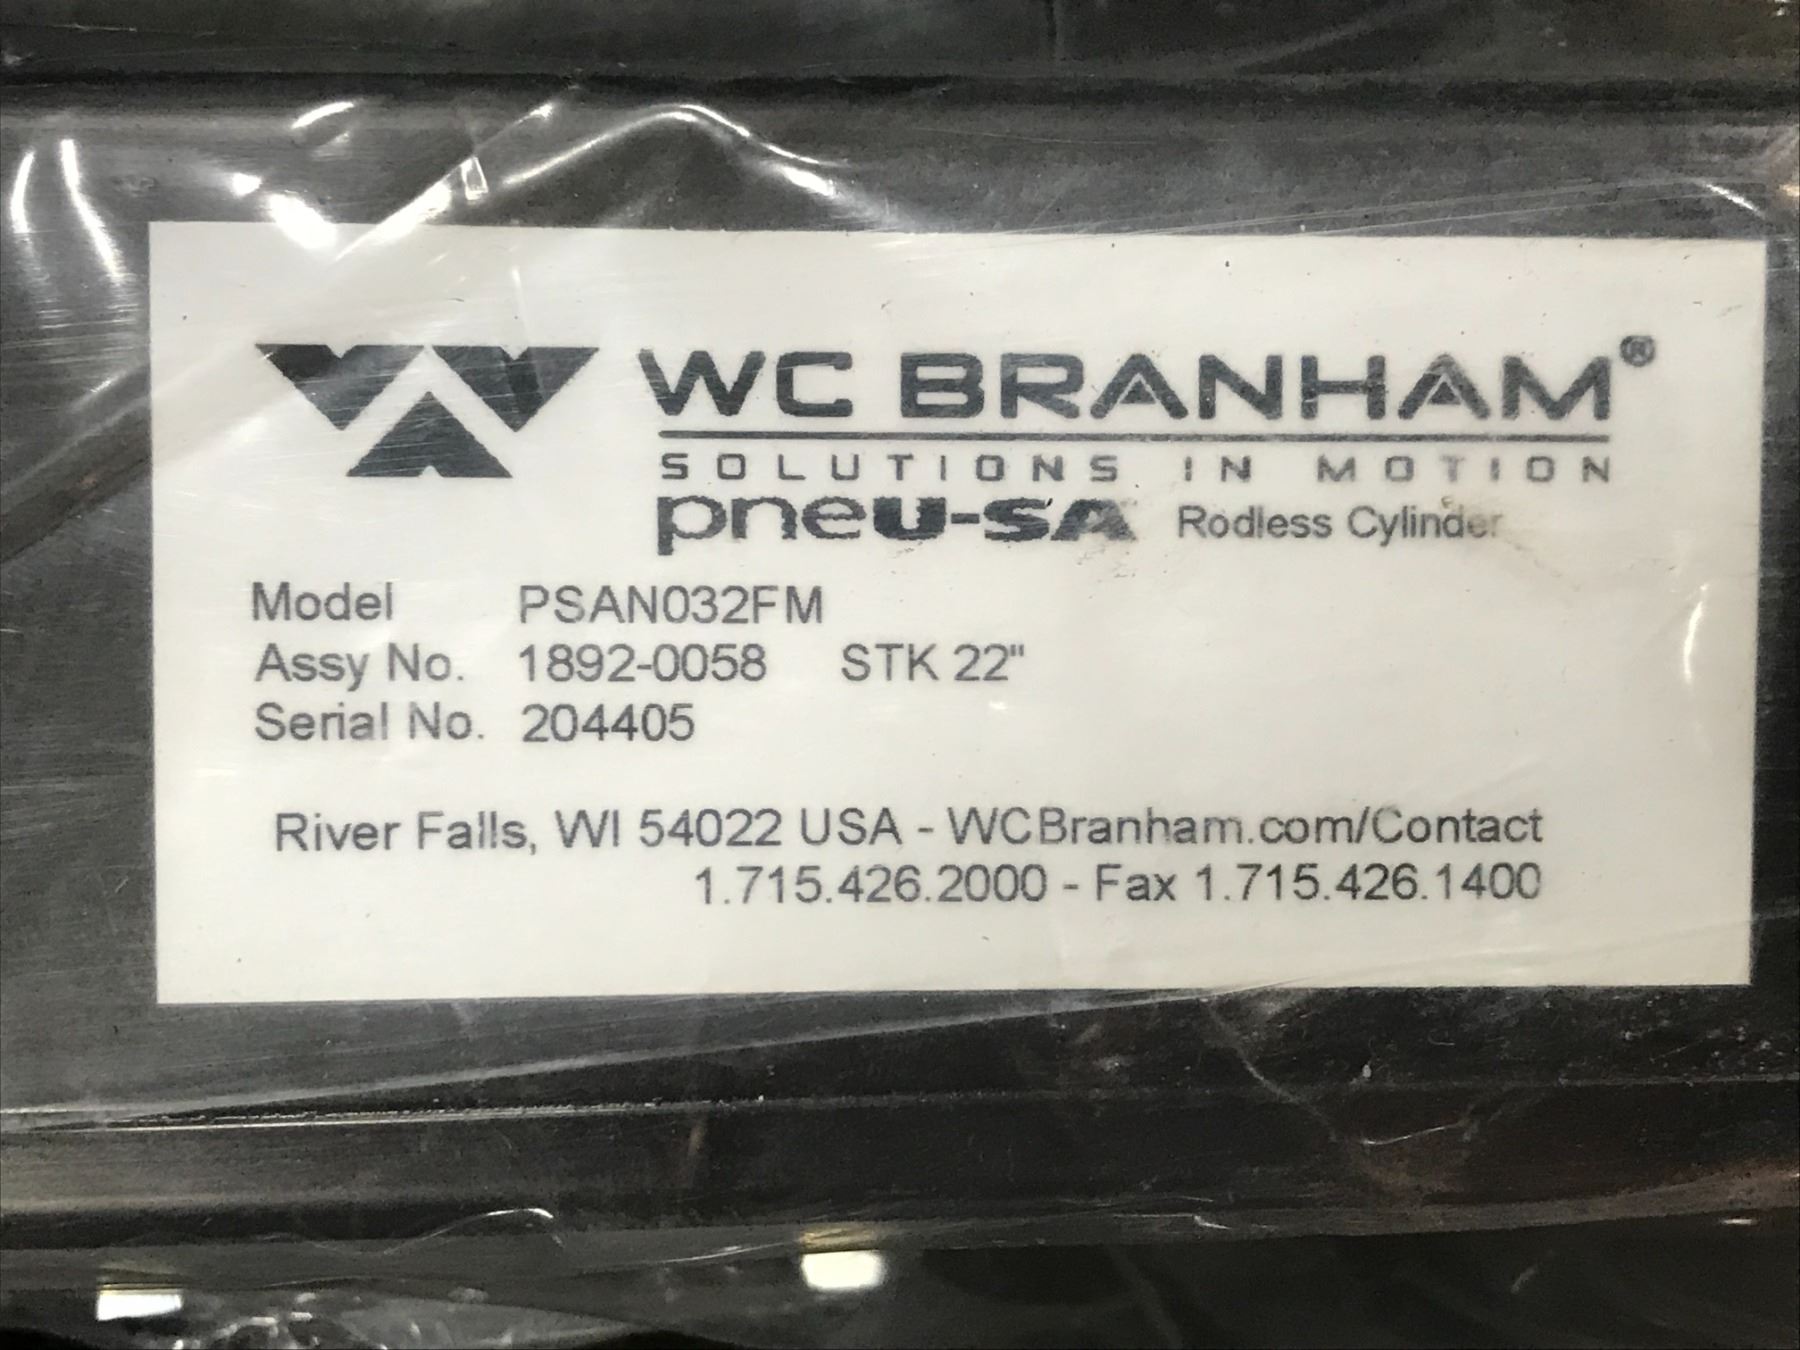 WC BRANHAM®
SOLUTIONS IN MOTION
pneu-sa Rodless Cylinder
Model PSAN032FM
Assy No. 1892-0058 STK 22"
Serial No. 204405
River Falls, WI 54022 USA - WCBranham.com/Contact
1.715.426.2000 - Fax 1.715.426.1400